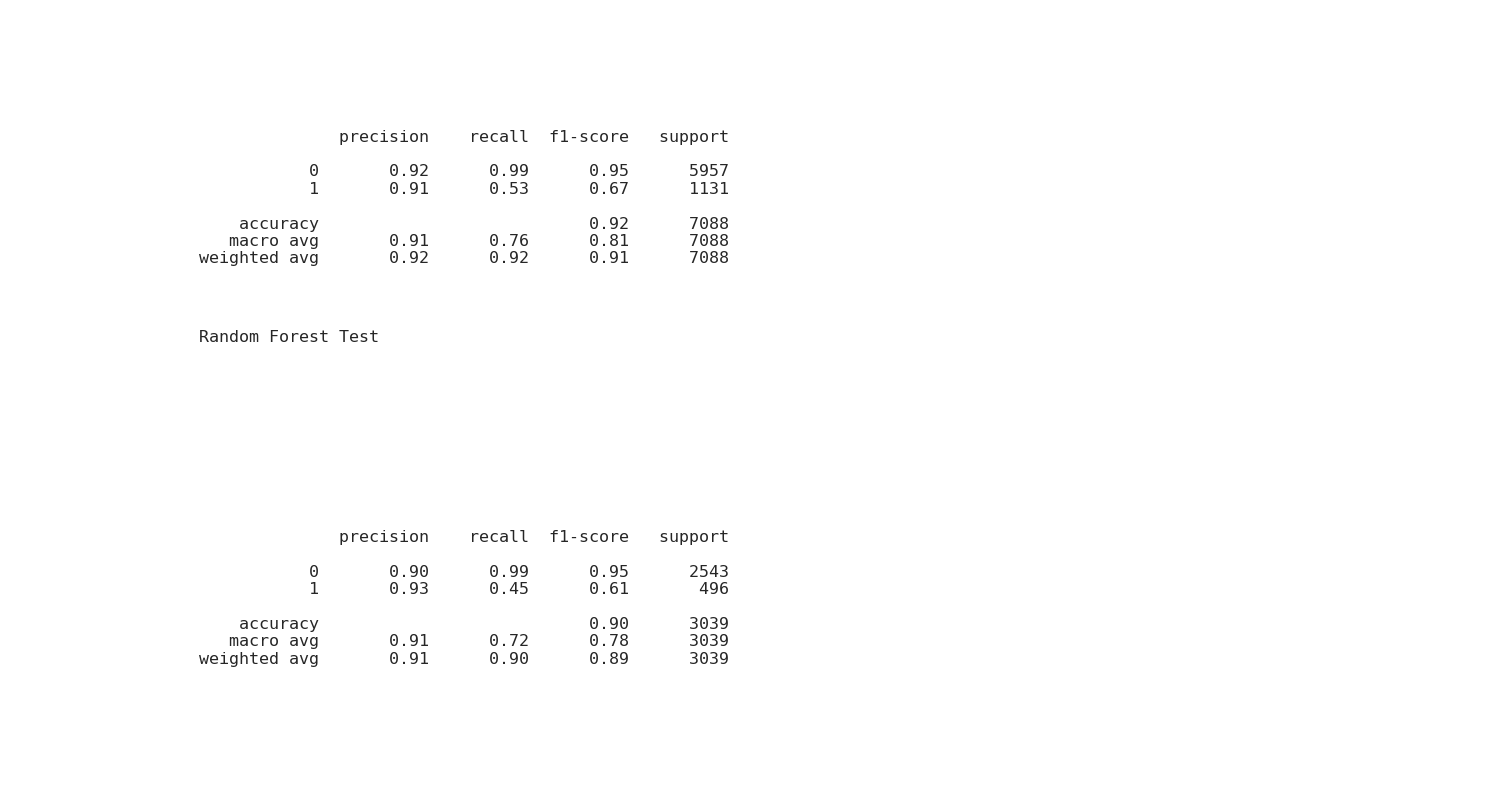 precision recall f1-score support
0 0.92 0.99 0.95 5957
1 0.91 0.53 0.67 1131
accuracy 0.92 7088
macro avg 0.91 0.76 0.81 7088
weighted avg 0.92 0.92 0.91 7088
Random Forest Test
precision recall f1-score support
0 0.90 0.99 0.95 2543
1 0.93 0.45 0.61 496
accuracy 0.90 3039
macro avg 0.91 0.72 0.78 3039
weighted avg 0.91 0.90 0.89 3039